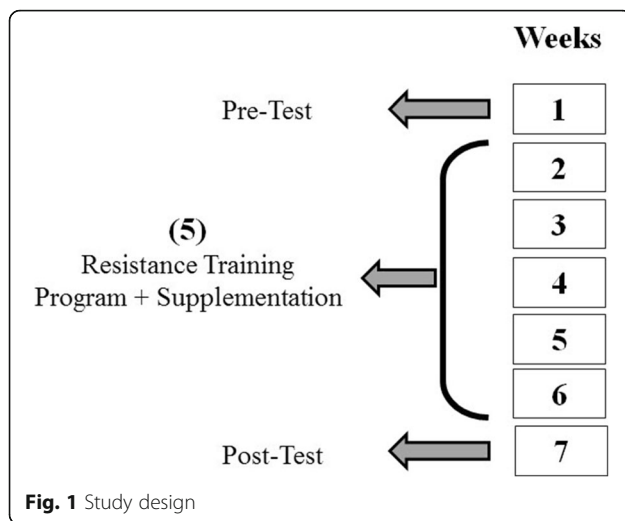 Weeks
Pre-Test
1
2
3
(5)
Resistance Training
Program + Supplementation
4
5
6
Post-Test
7
Fig. 1 Study design